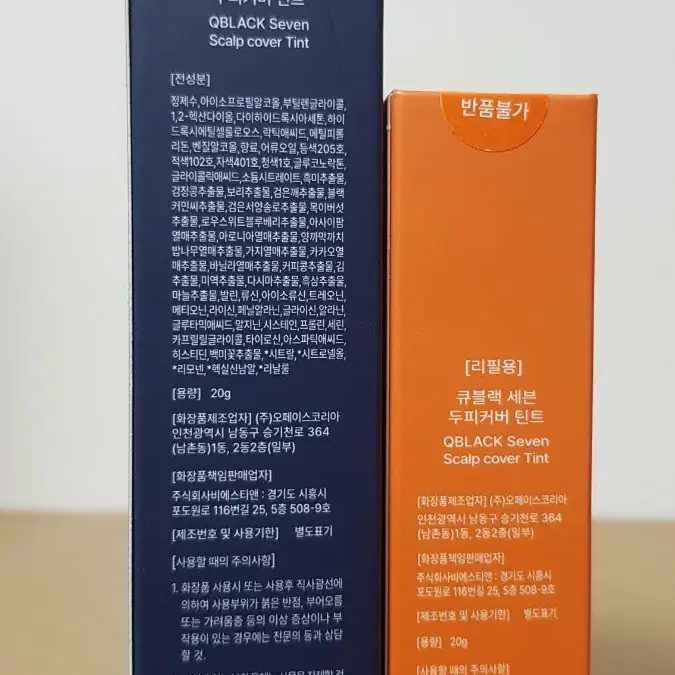 두피커버 틴트
QBLACK Seven
Scalp cover Tint
[전성분]
정제수,아이소프로필알코올,부틸렌글라이콜,
1,2-헥산다이올,다이하이드록시아세톤,하이
드록시에틸셀룰로오스,락틱애씨드,메틸피롤
리돈,벤질알코올,향료,어류오일,등색205호,
적색102호,자색401호,청색1호,글루코노락톤,
글라이콜릭애씨드,소듐시트레이트,흑미추출물,
검정콩추출물,보리추출물,검은깨추출물,블랙
커민씨추출물,검은서양송로추출물,목이버섯
추출물,로우스위트블루베리추출물,아사이팜
열매추출물,아로니아열매추출물,양까막까치
밥나무열매추출물,가지열매추출물,카카오열
매추출물,바닐라열매추출물,커피콩추출물,김
추출물,미역추출물,다시마추출물,흑삼추출물,
마늘추출물,발린,류신,아이소류신,트레오닌,
메티오닌,라이신,페닐알라닌,글라이신,알라닌,
글루타믹애씨드,알지닌,시스테인,프롤린,세린,
카프릴릴글라이콜,타이로신,아스파틱애씨드,
히스티딘,백미꽃추출물,*시트랄,*시트로넬올,
*리모넨,*헥실신남알,*리날룰
[용량] 20g
[화장품제조업자] (주)오페이스코리아
인천광역시 남동구 승기천로 364
(남촌동)1동, 2동2층(일부)
[화장품책임판매업자]
주식회사비에스티앤 : 경기도 시흥시
포도원로 116번길 25, 5층 508-9호
[제조번호 및 사용기한] 별도표기
[사용할 때의 주의사항]
1. 화장품 사용시 또는 사용후 직사광선에
의하여 사용부위가 붉은 반점, 부어오름
또는 가려움증 등의 이상 증상이나 부
작용이 있는 경우에는 전문의 등과 상담
할 것.
반품불가
[리필용]
큐블랙 세븐
두피커버 틴트
QBLACK Seven
Scalp cover Tint
[화장품제조업자] (주)오페이스코리아
인천광역시 남동구 승기천로 364
(남촌동)1동, 2동2층(일부)
[화장품책임판매업자]
주식회사비에스티앤 : 경기도 시흥시
포도원로 116번길 25, 5층 508-9호
[제조번호 및 사용기한] 별도표기
[용량] 20g
[사용할 때의 주의사항]